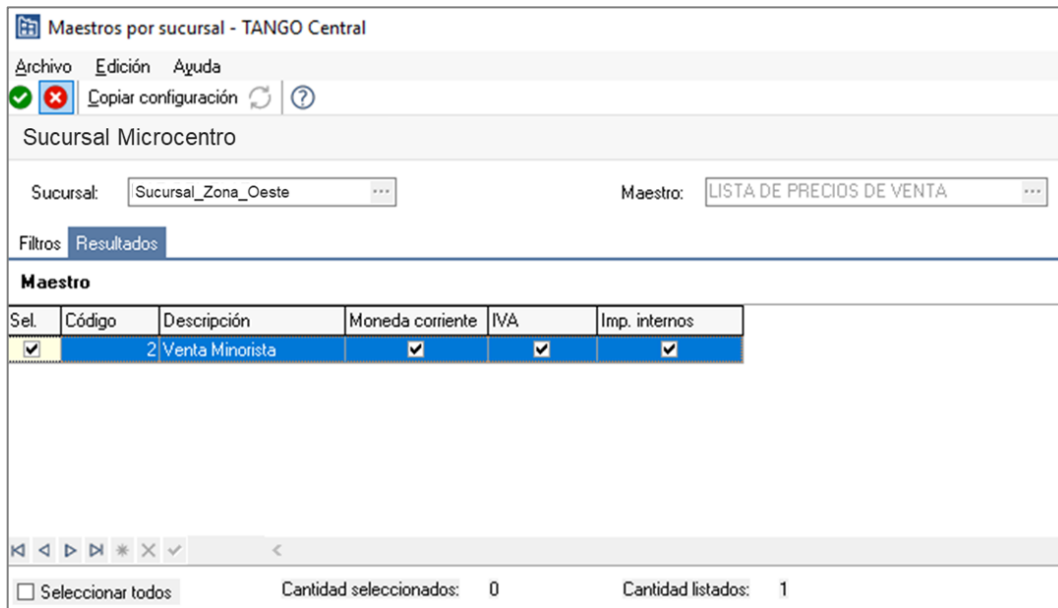 Maestros por sucursal - TANGO Central
Archivo Edición Ayuda
Copiar configuración
Sucursal Microcentro
Sucursal: Sucursal_Zona_Oeste ... Maestro: LISTA DE PRECIOS DE VENTA ...
Filtros Resultados
Maestro
Sel. Código Descripción Moneda corriente IVA Imp. internos
2 Venta Minorista
Seleccionar todos Cantidad seleccionados: 0 Cantidad listados: 1